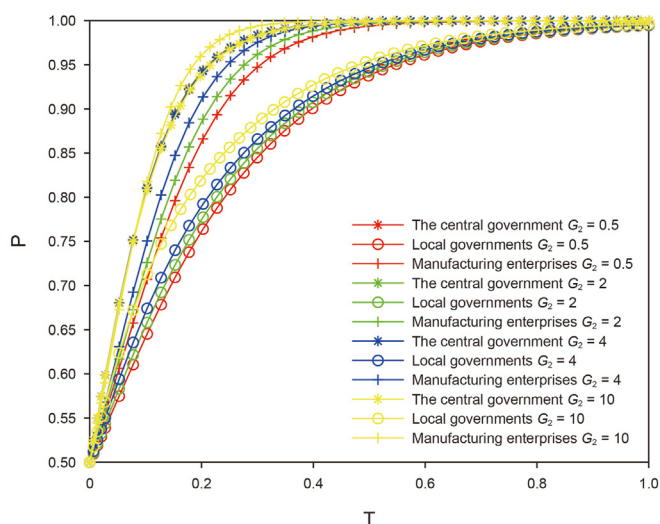 1.00
0.95
0.90
0.85
0.80
0.75
0.70
0.65
0.60
0.55
0.50
P
The central government G₂ = 0.5
Local governments G₂ = 0.5
Manufacturing enterprises G₂ = 0.5
The central government G₂ = 2
Local governments G₂ = 2
Manufacturing enterprises G₂ = 2
The central government G₂ = 4
Local governments G₂ = 4
Manufacturing enterprises G₂ = 4
The central government G₂ = 10
Local governments G₂ = 10
Manufacturing enterprises G₂ = 10
0 0.2 0.4 0.6 0.8 1.0
T